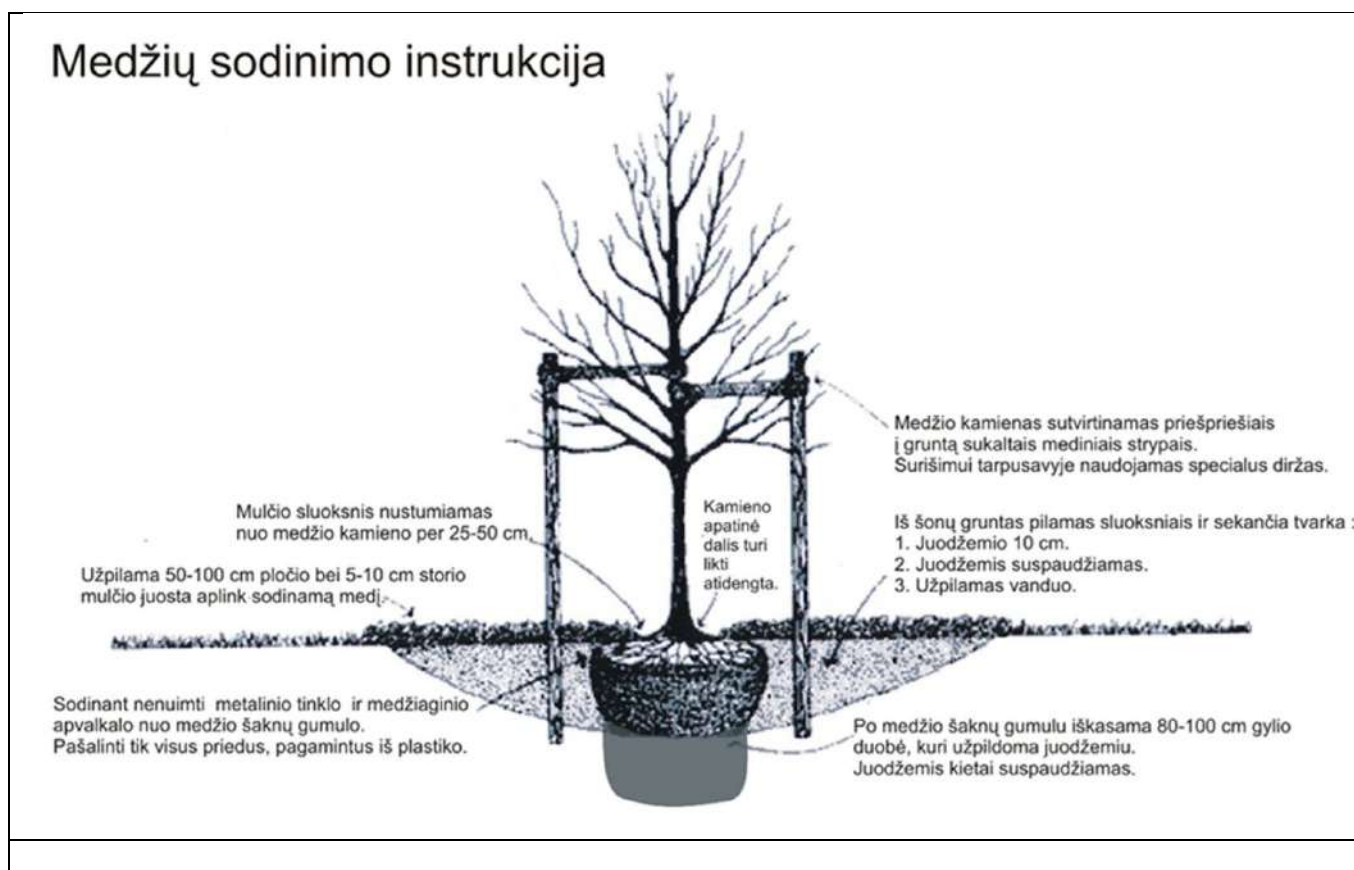 Medžių sodinimo instrukcija
Medžio kamienas sutvirtinamas priešpriešiais
į gruntą sukaltais mediniais strypais.
Surišimui tarpusavyje naudojamas specialus diržas.
Mulčio sluoksnis nustumiamas
nuo medžio kamieno per 25-50 cm.
Kamieno
apatinė
dalis turi
likti
atidengta.
Iš šonų gruntas pilamas sluoksniais ir sekančia tvarka :
1. Juodžemio 10 cm.
2. Juodžemis suspaudžiamas.
3. Užpilamas vanduo.
Užpilama 50-100 cm pločio bei 5-10 cm storio
mulčio juosta aplink sodinamą medį.
Sodinant nenuimti metalinio tinklo ir medžiaginio
apvalkalo nuo medžio šaknų gumulo.
Pašalinti tik visus priedus, pagamintus iš plastiko.
Po medžio šaknų gumulu iškasama 80-100 cm gylio
duobė, kuri užpildoma juodžemiu.
Juodžemis kietai suspaudžiamas.